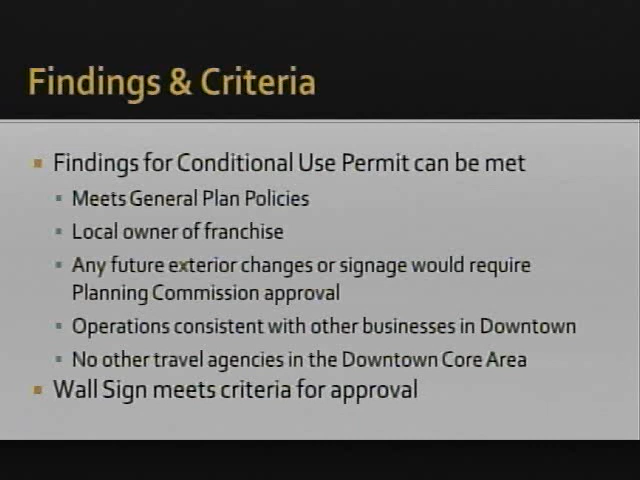 Findings & Criteria
Findings for Conditional Use Permit can be met
Meets General Plan Policies
Local owner of franchise
Any future exterior changes or signage would require
Planning Commission approval
Operations consistent with other businesses in Downtown
No other travel agencies in the Downtown Core Area
Wall Sign meets criteria for approval